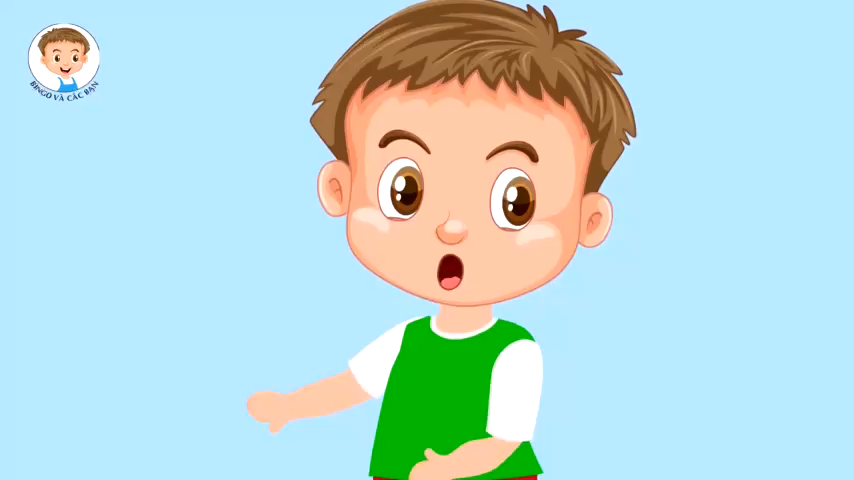 BINGO VÀ CÁC BẠN